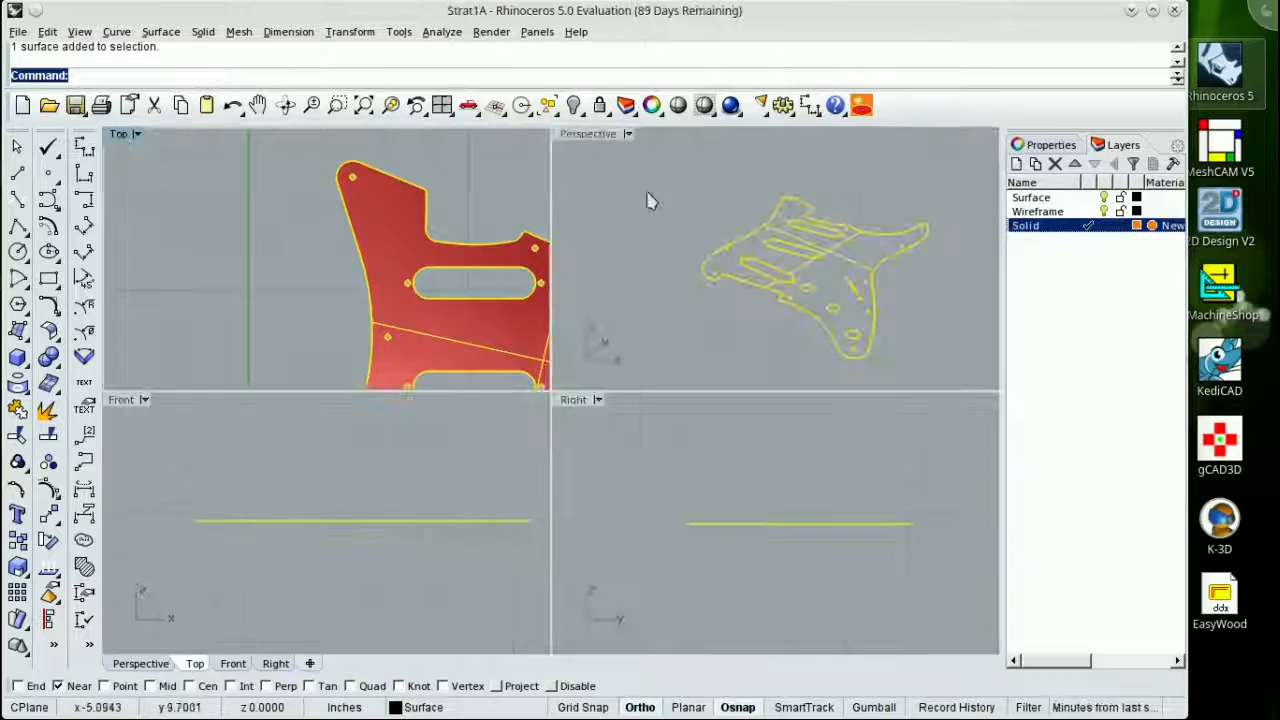 Strat1A - Rhinoceros 5.0 Evaluation (89 Days Remaining)
File Edit View Curve Surface Solid Mesh Dimension Transform Tools Analyze Render Panels Help
1 surface added to selection.
Command:
Top
Perspective
Front
Right
x
y
x
y
TEXT
TEXT
Properties
Layers
Name
Materia
Surface
Wireframe
Solid
New
Perspective Top Front Right
End Near Point Mid Cen Int Perp Tan Quad Knot Vertex Project Disable
CPlane x-5.0943 y 9.7001 z 0.0000 Inches Surface Grid Snap Ortho Planar Osnap SmartTrack Gumball Record History Filter Minutes from last s...
Rhinoceros 5
MeshCAM V5
2D
DESIGN
2D Design V2
MachineShop
KediCAD
gCAD3D
K-3D
ddx
EasyWood